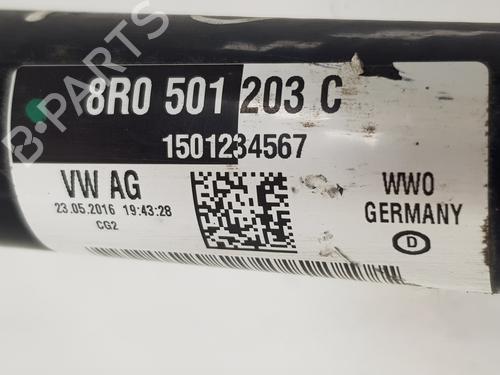 8R0 501 203 C
1501234567
VW AG
23.05.2016 19:43:28
CG2
WWO
GERMANY
D
B-PARTS